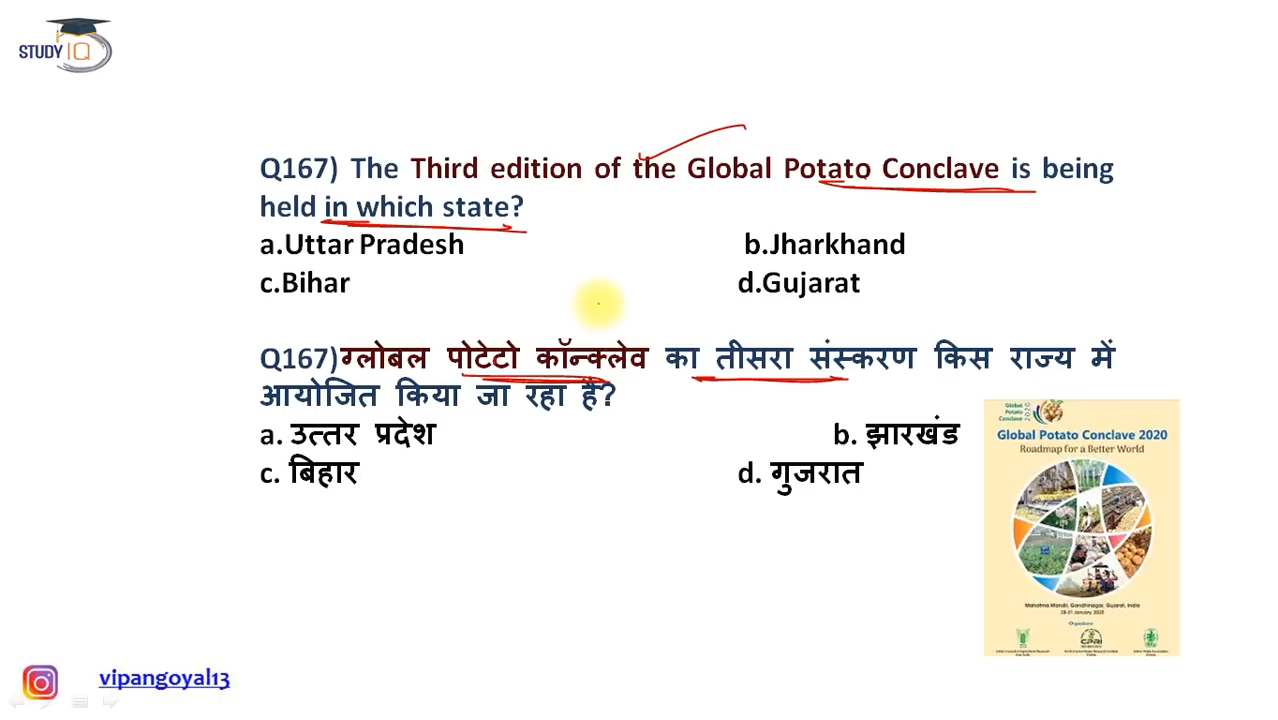 STUDY IQ
Q167) The Third edition of the Global Potato Conclave is being
held in which state?
a.Uttar Pradesh b.Jharkhand
c.Bihar d.Gujarat
Q167)ग्लोबल पोटेटो कॉन्क्लेव का तीसरा संस्करण किस राज्य में
आयोजित किया जा रहा है?
a. उत्तर प्रदेश b. झारखंड
c. बिहार d. गुजरात
Global
Potato
Conclave 2020
Global Potato Conclave 2020
Roadmap for a Better World
Mahatma Mandir, Gandhinagar, Gujarat, India
28-31 January, 2020
Organizers
CPRI
vipangoyal13